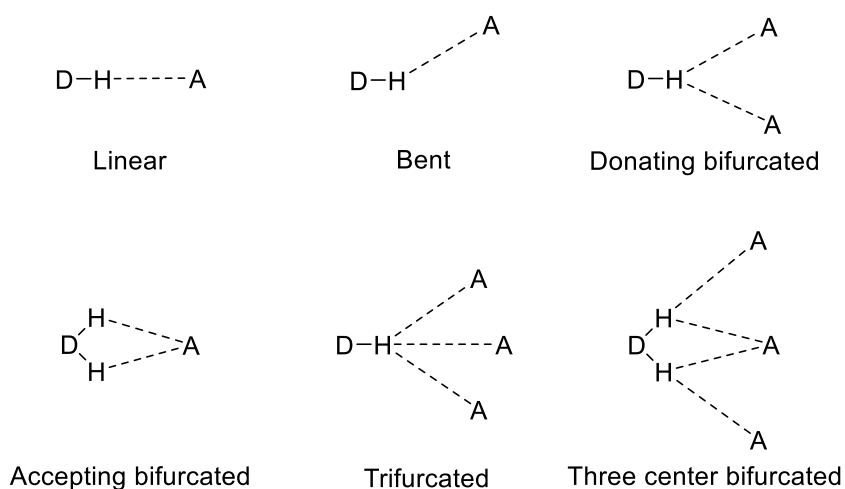 D–H-----A
Linear
A
D–H
Bent
A
D–H
A
Donating bifurcated
H
D A
H
Accepting bifurcated
A
D–H A
A
Trifurcated
A
H
D A
H
A
Three center bifurcated